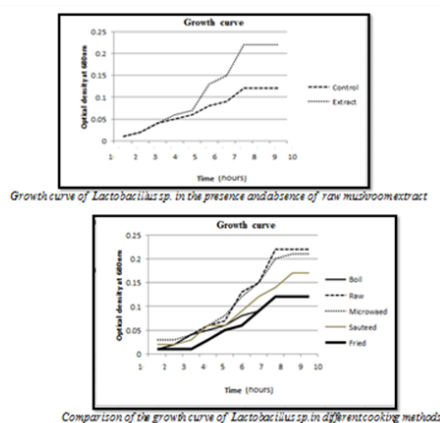 Growth curve
0.25
0.2
0.15
0.1
0.05
0
Optical density at 680nm
Control
Extract
1 2 3 4 5 6 7 8 9 10
Time (hours)
Growth curve of Lactobacillus sp. in the presence and absence of raw mushroom extract
Growth curve
0.25
0.2
0.15
0.1
0.05
0
Optical density at 680nm
Boil
Raw
Microwaed
Sauteed
Fried
1 2 3 4 5 6 7 8 9 10
Time (hours)
Comparison of the growth curve of Lactobacillus sp. in different cooking methods